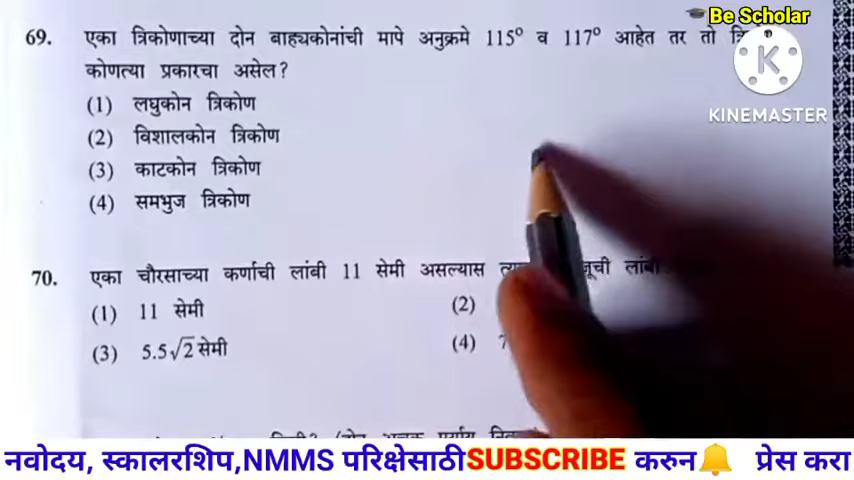 Be Scholar
69. एका त्रिकोणाच्या दोन बाह्यकोनांची मापे अनुक्रमे 115° व 117° आहेत तर तो
K
KINEMASTER
कोणत्या प्रकारचा असेल?
(1) लघुकोन त्रिकोण
(2) विशालकोन त्रिकोण
(3) काटकोन त्रिकोण
(4) समभुज त्रिकोण
70. एका चौरसाच्या कर्णाची लांबी 11 सेमी असल्यास लांबी
(1) 11 सेमी (2)
(3) 5.5√2 सेमी (4)
नवोदय, स्कालरशिप,NMMS परिक्षेसाठी SUBSCRIBE करुन🔔 प्रेस करा